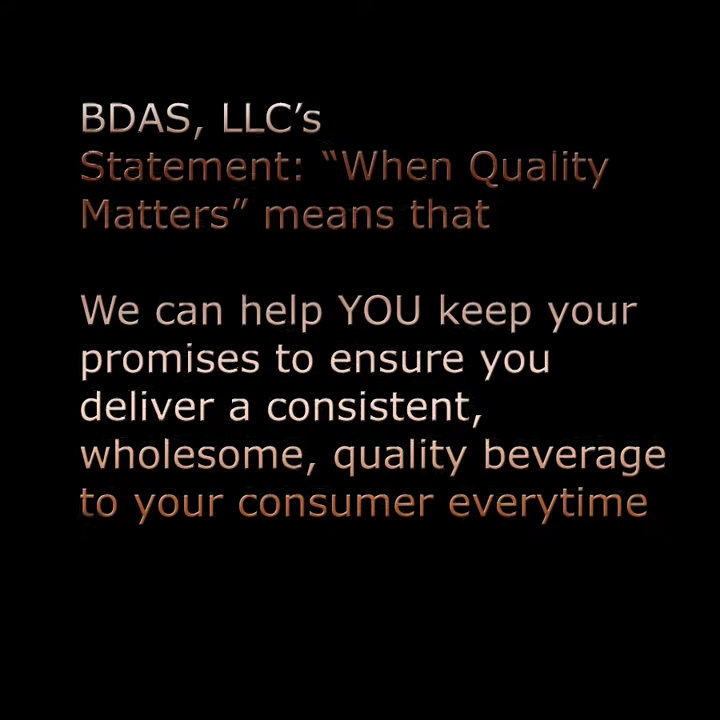 BDAS, LLC’s
Statement: “When Quality
Matters” means that
We can help YOU keep your
promises to ensure you
deliver a consistent,
wholesome, quality beverage
to your consumer everytime